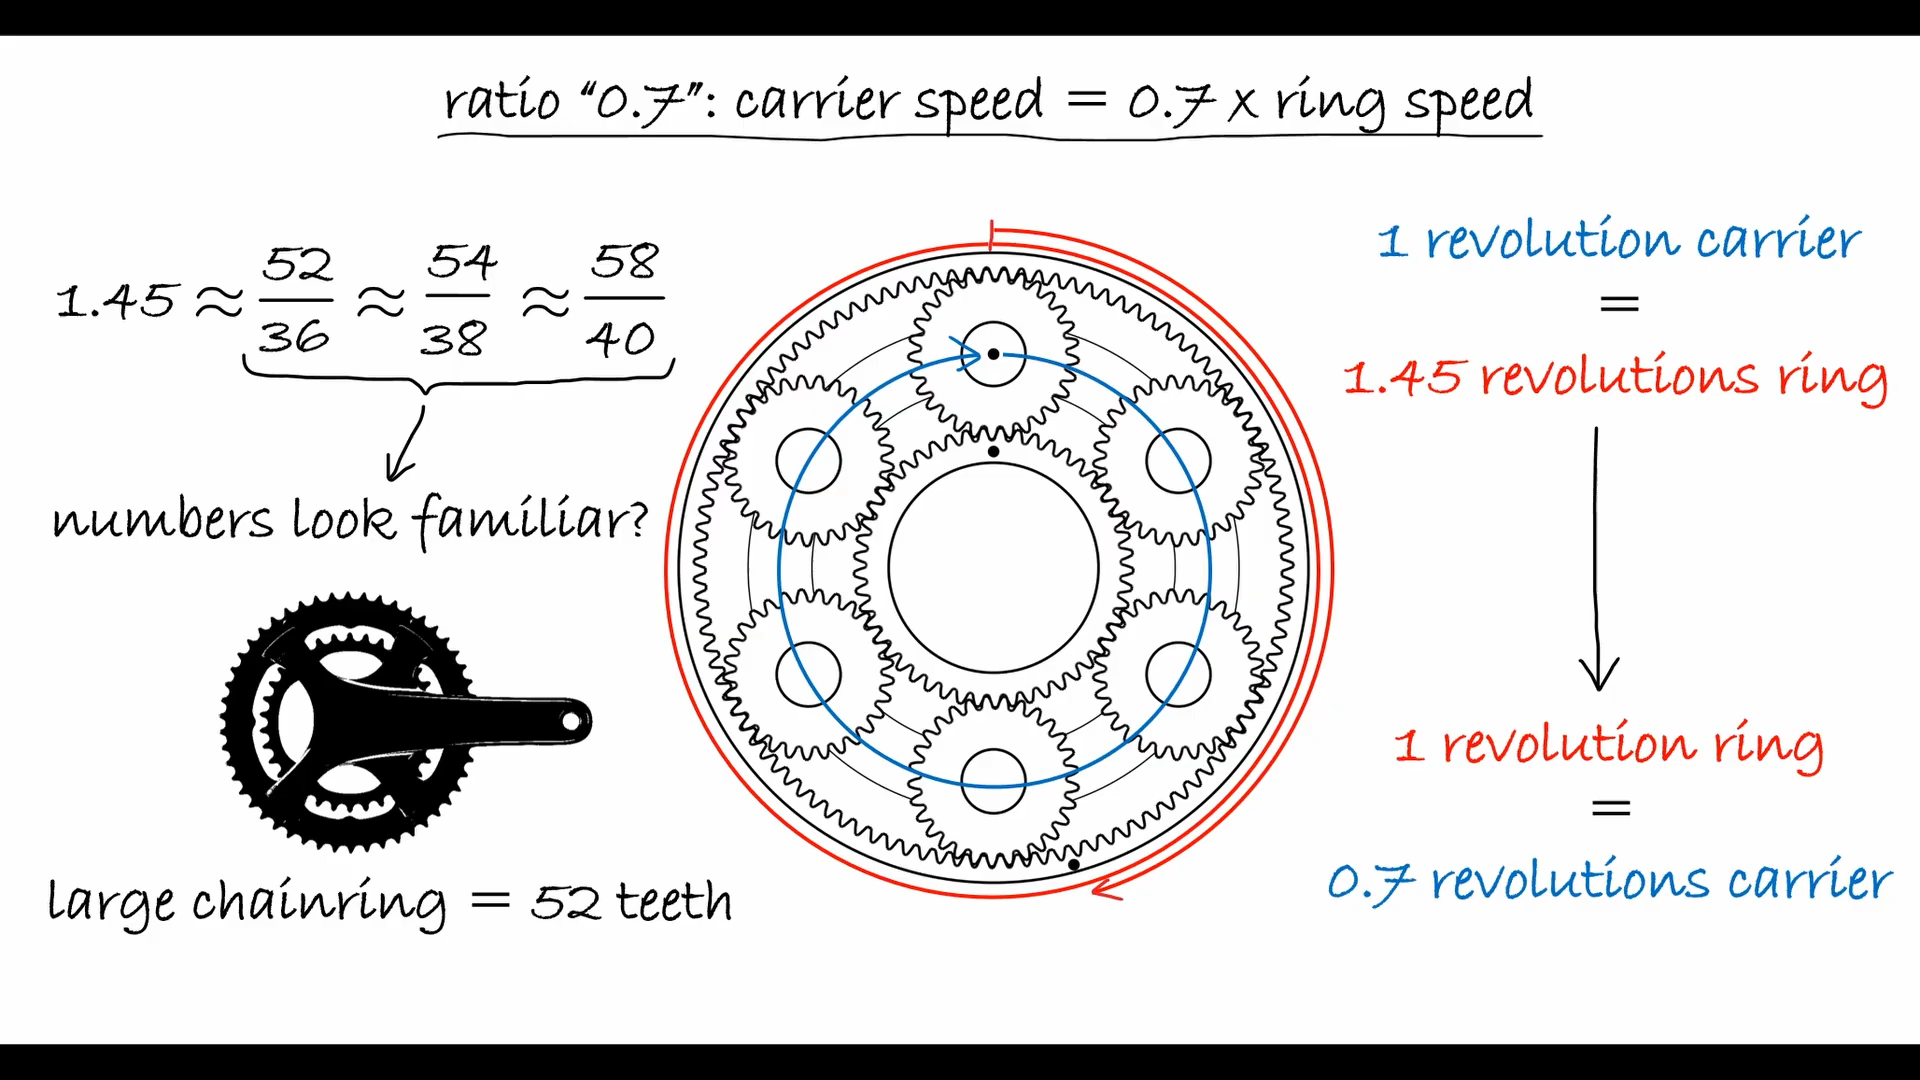 ratio “0.7”: carrier speed = 0.7 x ring speed
1.45 ≈ 52/36 ≈ 54/38 ≈ 58/40
numbers look familiar?
large chainring = 52 teeth
1 revolution carrier
=
1.45 revolutions ring
1 revolution ring
=
0.7 revolutions carrier